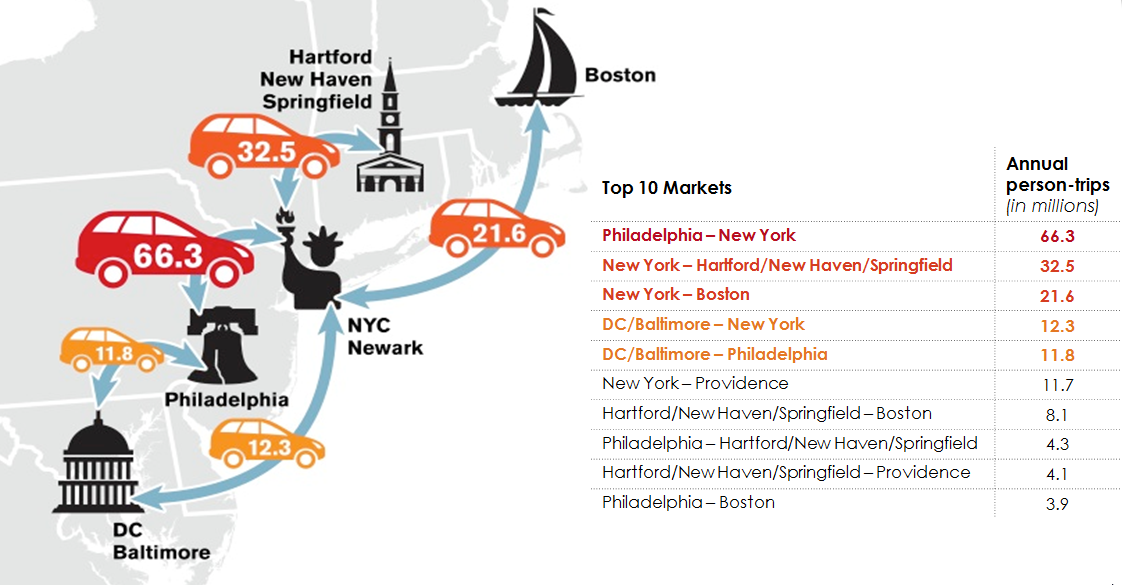 Hartford
New Haven
Springfield
Boston
32.5
66.3
21.6
NYC
Newark
11.8
Philadelphia
12.3
DC
Baltimore
Top 10 Markets
Annual
person-trips
(in millions)
Philadelphia – New York 66.3
New York – Hartford/New Haven/Springfield 32.5
New York – Boston 21.6
DC/Baltimore – New York 12.3
DC/Baltimore – Philadelphia 11.8
New York – Providence 11.7
Hartford/New Haven/Springfield – Boston 8.1
Philadelphia – Hartford/New Haven/Springfield 4.3
Hartford/New Haven/Springfield – Providence 4.1
Philadelphia – Boston 3.9